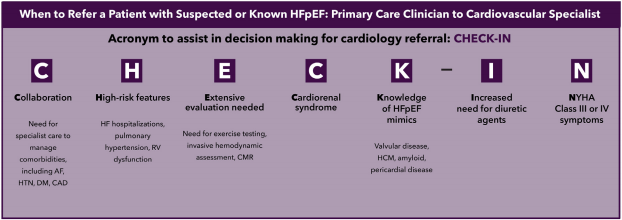 When to Refer a Patient with Suspected or Known HFpEF: Primary Care Clinician to Cardiovascular Specialist
Acronym to assist in decision making for cardiology referral: CHECK-IN
C H E C K – I N
Collaboration
Need for
specialist care to
manage
comorbidities,
including AF,
HTN, DM, CAD
High-risk features
HF hospitalizations,
pulmonary
hypertension, RV
dysfunction
Extensive
evaluation needed
Need for exercise testing,
invasive hemodynamic
assessment, CMR
Cardiorenal
syndrome
Knowledge
of HFpEF
mimics
Valvular disease,
HCM, amyloid,
pericardial disease
Increased
need for diuretic
agents
NYHA
Class III or IV
symptoms